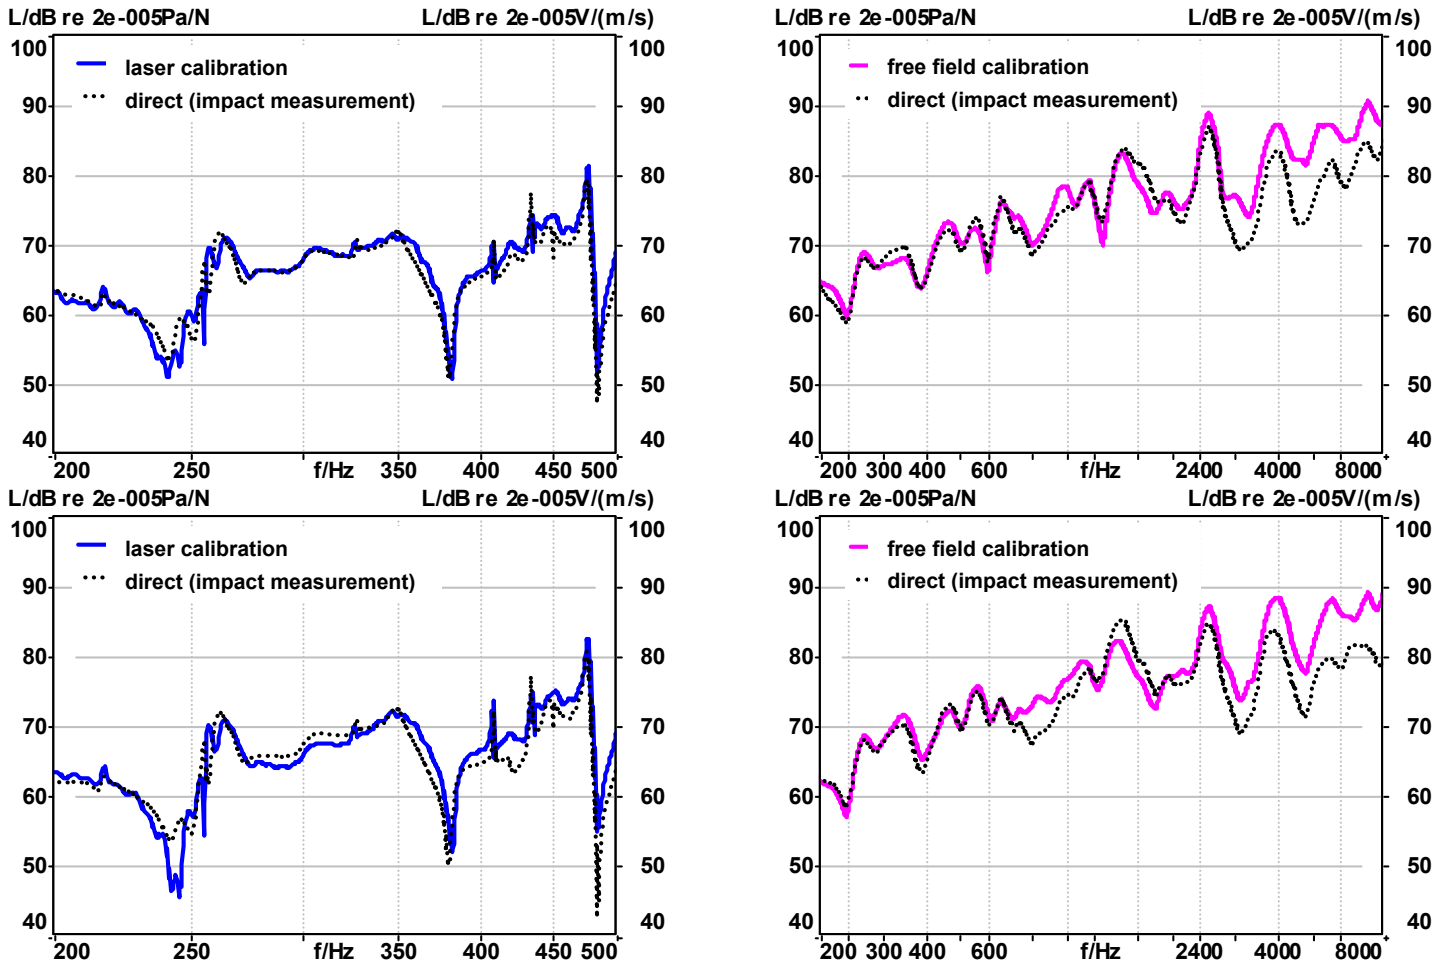 L/dB re 2e-005Pa/N L/dB re 2e-005V/(m/s)
100 100
laser calibration
direct (impact measurement)
90 90
80 80
70 70
60 60
50 50
40 40
200 250 f/Hz 350 400 450 500
L/dB re 2e-005Pa/N L/dB re 2e-005V/(m/s)
100 100
free field calibration
direct (impact measurement)
90 90
80 80
70 70
60 60
50 50
40 40
200 300 400 600 f/Hz 2400 4000 8000
L/dB re 2e-005Pa/N L/dB re 2e-005V/(m/s)
100 100
laser calibration
direct (impact measurement)
90 90
80 80
70 70
60 60
50 50
40 40
200 250 f/Hz 350 400 450 500
L/dB re 2e-005Pa/N L/dB re 2e-005V/(m/s)
100 100
free field calibration
direct (impact measurement)
90 90
80 80
70 70
60 60
50 50
40 40
200 300 400 600 f/Hz 2400 4000 8000